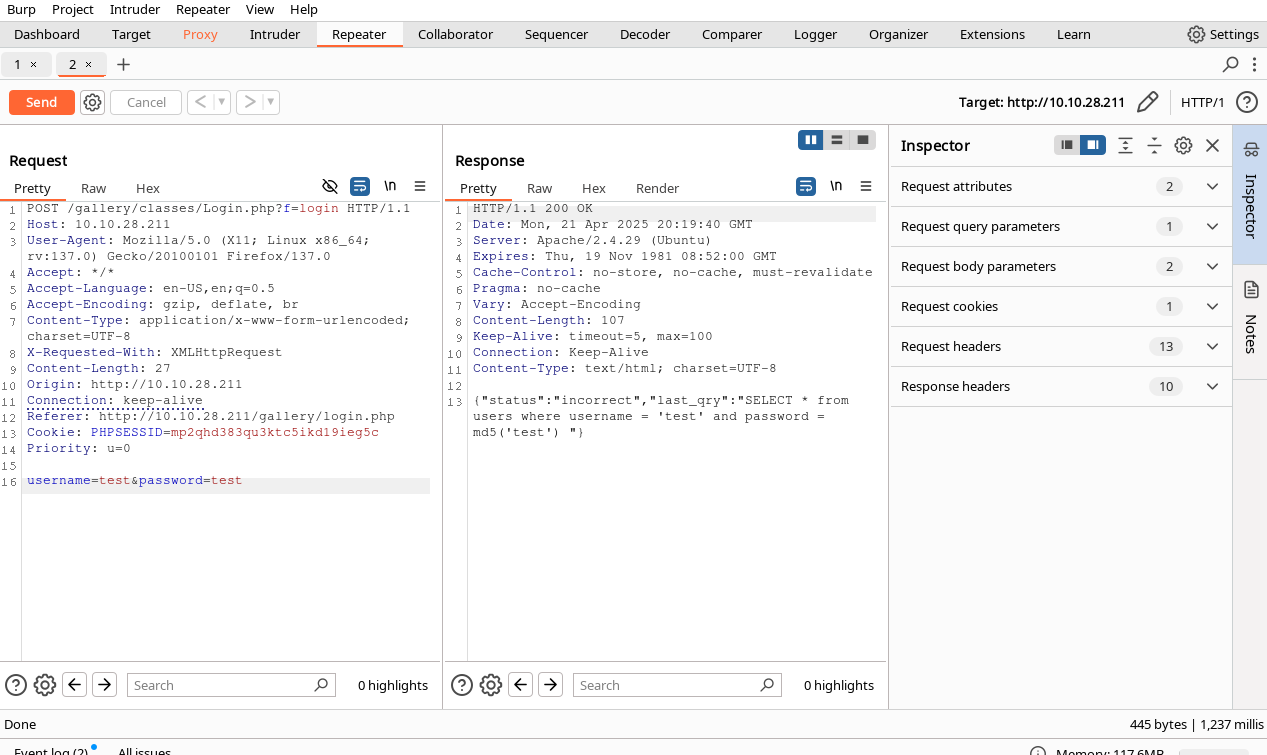 Burp Project Intruder Repeater View Help
Dashboard Target Proxy Intruder Repeater Collaborator Sequencer Decoder Comparer Logger Organizer Extensions Learn Settings
1 × 2 × +
Send Cancel < > Target: http://10.10.28.211 HTTP/1 ?
Request
Pretty Raw Hex \n
1 POST /gallery/classes/Login.php?f=login HTTP/1.1
2 Host: 10.10.28.211
3 User-Agent: Mozilla/5.0 (X11; Linux x86_64;
rv:137.0) Gecko/20100101 Firefox/137.0
4 Accept: */*
5 Accept-Language: en-US,en;q=0.5
6 Accept-Encoding: gzip, deflate, br
7 Content-Type: application/x-www-form-urlencoded;
charset=UTF-8
8 X-Requested-With: XMLHttpRequest
9 Content-Length: 27
10 Origin: http://10.10.28.211
11 Connection: keep-alive
12 Referer: http://10.10.28.211/gallery/login.php
13 Cookie: PHPSESSID=mp2qhd383qu3ktc5ikd19ieg5c
14 Priority: u=0
15
16 username=test&password=test
? Search 0 highlights
Response
Pretty Raw Hex Render \n
1 HTTP/1.1 200 OK
2 Date: Mon, 21 Apr 2025 20:19:40 GMT
3 Server: Apache/2.4.29 (Ubuntu)
4 Expires: Thu, 19 Nov 1981 08:52:00 GMT
5 Cache-Control: no-store, no-cache, must-revalidate
6 Pragma: no-cache
7 Vary: Accept-Encoding
8 Content-Length: 107
9 Keep-Alive: timeout=5, max=100
10 Connection: Keep-Alive
11 Content-Type: text/html; charset=UTF-8
12
13 {"status":"incorrect","last_qry":"SELECT * from
users where username = 'test' and password =
md5('test') "}
? Search 0 highlights
Inspector
Request attributes 2
Request query parameters 1
Request body parameters 2
Request cookies 1
Request headers 13
Response headers 10
Inspector
Notes
Done 445 bytes | 1,237 millis
Event log (2) All issues Memory: 117.6MB